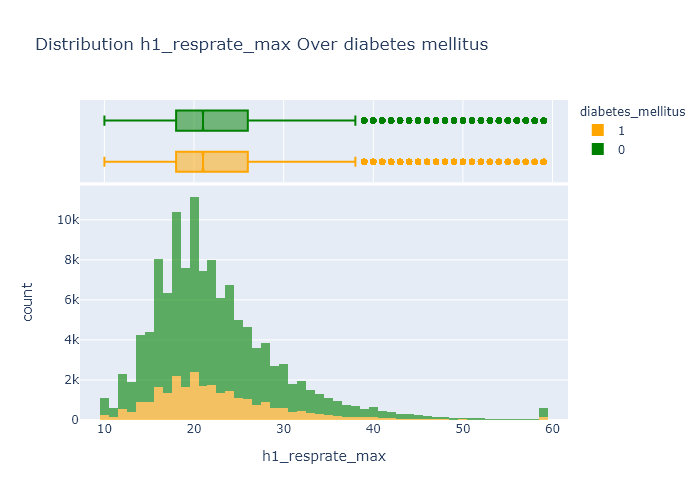 Distribution h1_resprate_max Over diabetes mellitus
diabetes_mellitus
1
0
10k
8k
6k
4k
2k
0
count
10 20 30 40 50 60
h1_resprate_max